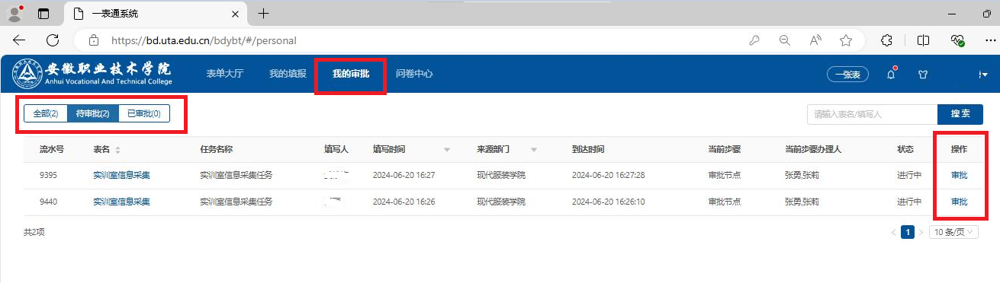 一表通系统
https://bd.uta.edu.cn/bdybt/#/personal
安徽职业技术学院
Anhui Vocational And Technical College
表单大厅 我的填报 我的审批 问卷中心 一张表
全部(2) 待审批(2) 已审批(0) 请输入表名/填写人 搜索
流水号 表名 任务名称 填写人 填写时间 来源部门 到达时间 当前步骤 当前步骤办理人 状态 操作
9395 实训室信息采集 实训室信息采集任务 2024-06-20 16:27 现代服装学院 2024-06-20 16:27:28 审批节点 张勇,张莉 进行中 审批
9440 实训室信息采集 实训室信息采集任务 2024-06-20 16:26 现代服装学院 2024-06-20 16:26:10 审批节点 张勇,张莉 进行中 审批
共2项 < 1 > 10 条/页